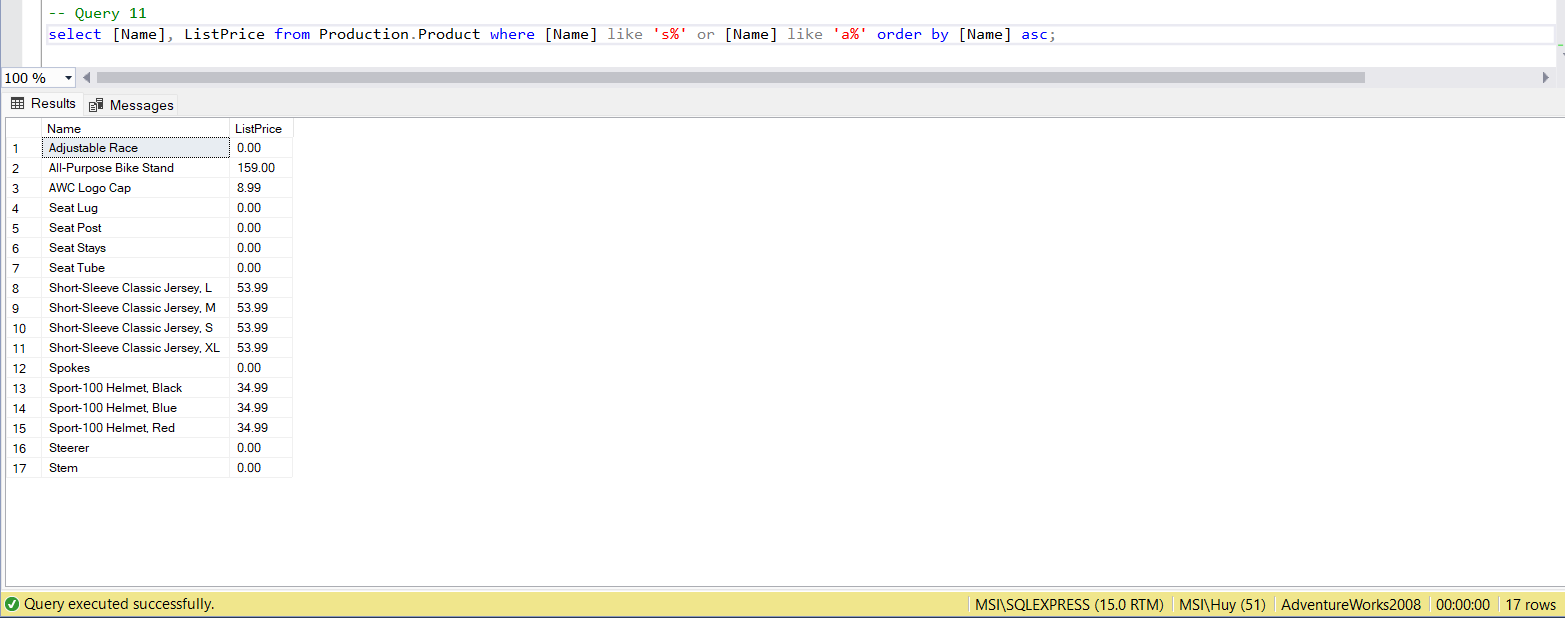 -- Query 11
select [Name], ListPrice from Production.Product where [Name] like 's%' or [Name] like 'a%' order by [Name] asc;
100 %
Results Messages
Name ListPrice
1 Adjustable Race 0.00
2 All-Purpose Bike Stand 159.00
3 AWC Logo Cap 8.99
4 Seat Lug 0.00
5 Seat Post 0.00
6 Seat Stays 0.00
7 Seat Tube 0.00
8 Short-Sleeve Classic Jersey, L 53.99
9 Short-Sleeve Classic Jersey, M 53.99
10 Short-Sleeve Classic Jersey, S 53.99
11 Short-Sleeve Classic Jersey, XL 53.99
12 Spokes 0.00
13 Sport-100 Helmet, Black 34.99
14 Sport-100 Helmet, Blue 34.99
15 Sport-100 Helmet, Red 34.99
16 Steerer 0.00
17 Stem 0.00
Query executed successfully. MSI\SQLEXPRESS (15.0 RTM) MSI\Huy (51) AdventureWorks2008 00:00:00 17 rows